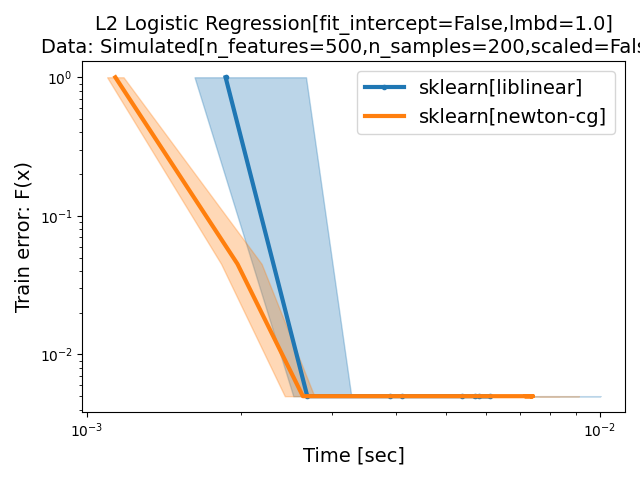 L2 Logistic Regression[fit_intercept=False,lmbd=1.0]
Data: Simulated[n_features=500,n_samples=200,scaled=Fals
sklearn[liblinear]
sklearn[newton-cg]
Train error: F(x)
10⁰
10⁻¹
10⁻²
10⁻³
10⁻²
Time [sec]